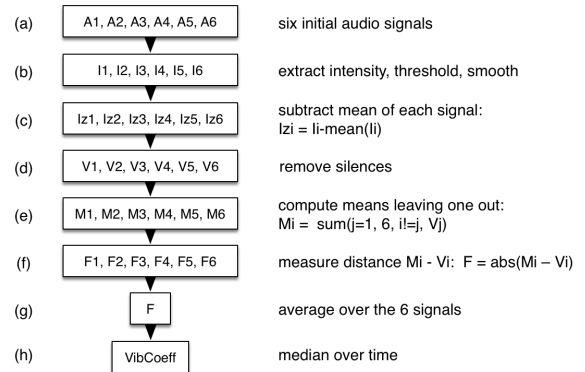 (a) A1, A2, A3, A4, A5, A6 six initial audio signals
(b) I1, I2, I3, I4, I5, I6 extract intensity, threshold, smooth
(c) Iz1, Iz2, Iz3, Iz4, Iz5, Iz6 subtract mean of each signal:
Izi = Ii-mean(Ii)
(d) V1, V2, V3, V4, V5, V6 remove silences
(e) M1, M2, M3, M4, M5, M6 compute means leaving one out:
Mi = sum(j=1, 6, i!=j, Vj)
(f) F1, F2, F3, F4, F5, F6 measure distance Mi - Vi: F = abs(Mi – Vi)
(g) F average over the 6 signals
(h) VibCoeff median over time